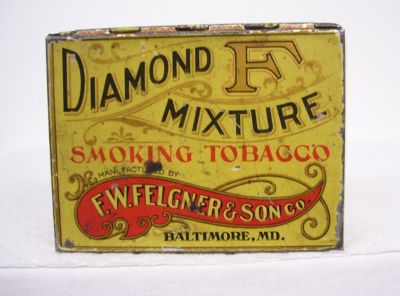 DIAMOND F
MIXTURE
SMOKING TOBACCO
MANUFACTURED BY
F.W. FELGNER & SON CO.
BALTIMORE, MD.